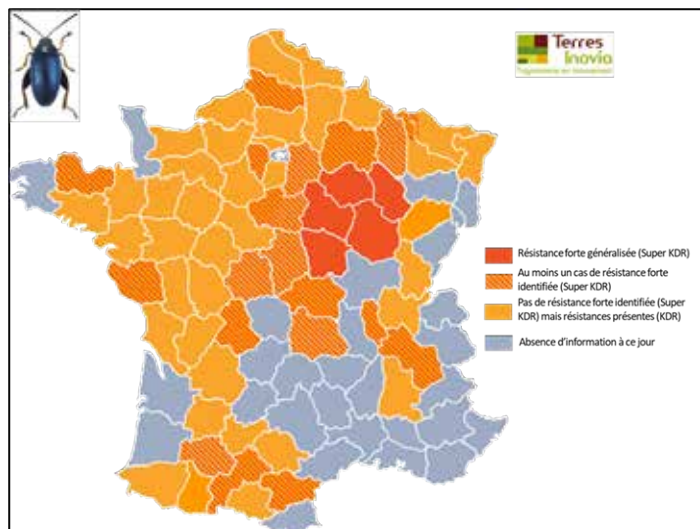 Terres
Inovia
Résistance forte généralisée (Super KDR)
Au moins un cas de résistance forte
identifiée (Super KDR)
Pas de résistance forte identifiée (Super
KDR) mais résistances présentes (KDR)
Absence d'information à ce jour